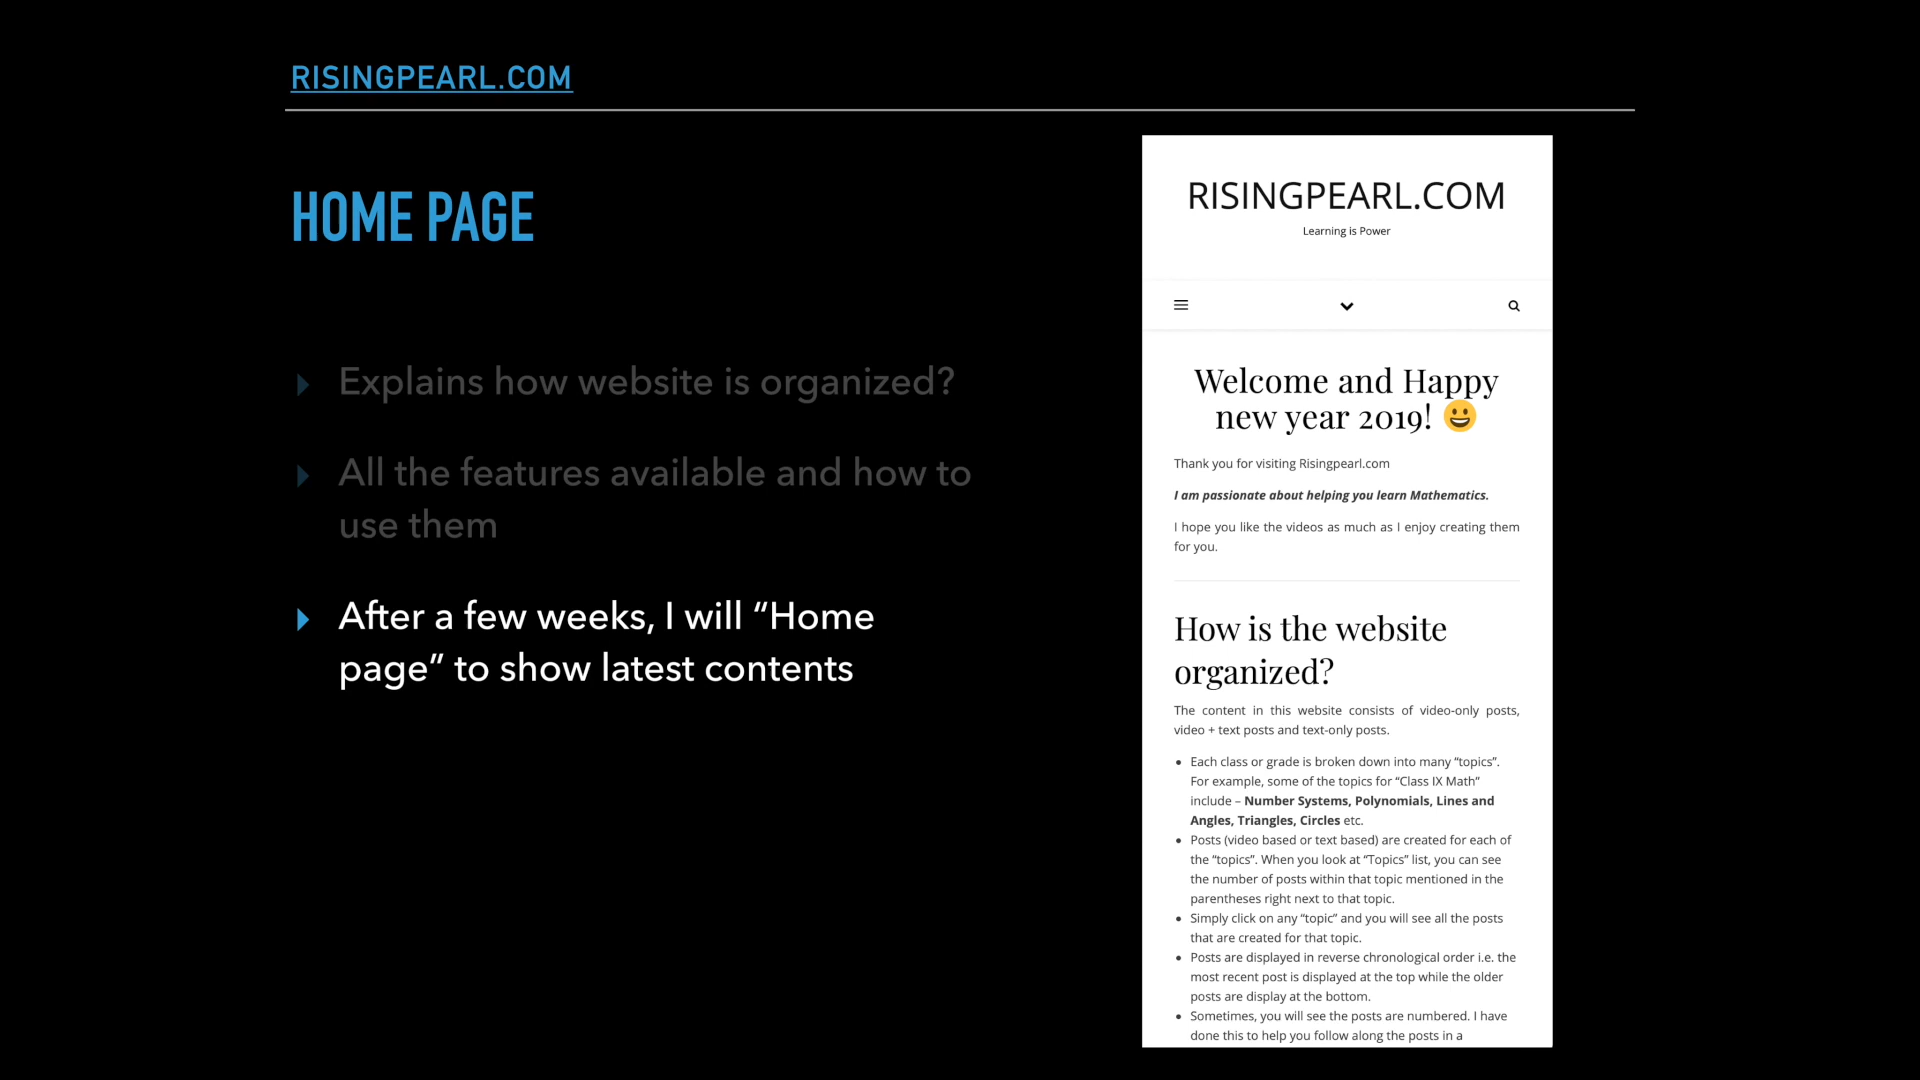 RISINGPEARL.COM
HOME PAGE
Explains how website is organized?
All the features available and how to
use them
After a few weeks, I will “Home
page” to show latest contents
RISINGPEARL.COM
Learning is Power
Welcome and Happy
new year 2019! 😀
Thank you for visiting Risingpearl.com
I am passionate about helping you learn Mathematics.
I hope you like the videos as much as I enjoy creating them
for you.
How is the website
organized?
The content in this website consists of video-only posts,
video + text posts and text-only posts.
Each class or grade is broken down into many “topics”.
For example, some of the topics for “Class IX Math”
include – Number Systems, Polynomials, Lines and
Angles, Triangles, Circles etc.
Posts (video based or text based) are created for each of
the “topics”. When you look at “Topics” list, you can see
the number of posts within that topic mentioned in the
parentheses right next to that topic.
Simply click on any “topic” and you will see all the posts
that are created for that topic.
Posts are displayed in reverse chronological order i.e. the
most recent post is displayed at the top while the older
posts are display at the bottom.
Sometimes, you will see the posts are numbered. I have
done this to help you follow along the posts in a